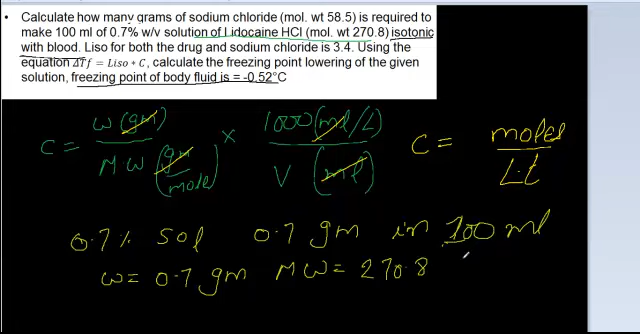 • Calculate how many grams of sodium chloride (mol. wt 58.5) is required to
make 100 ml of 0.7% w/v solution of Lidocaine HCl (mol. wt 270.8) isotonic
with blood. Liso for both the drug and sodium chloride is 3.4. Using the
equation ΔTf = Liso * C, calculate the freezing point lowering of the given
solution, freezing point of body fluid is = -0.52°C
C = w (gm) / MW (gm/mole) × 1000 (ml/L) / V (ml) C = moles / Lt
0.7% sol 0.7 gm in 100 ml
w = 0.7 gm MW = 270.8